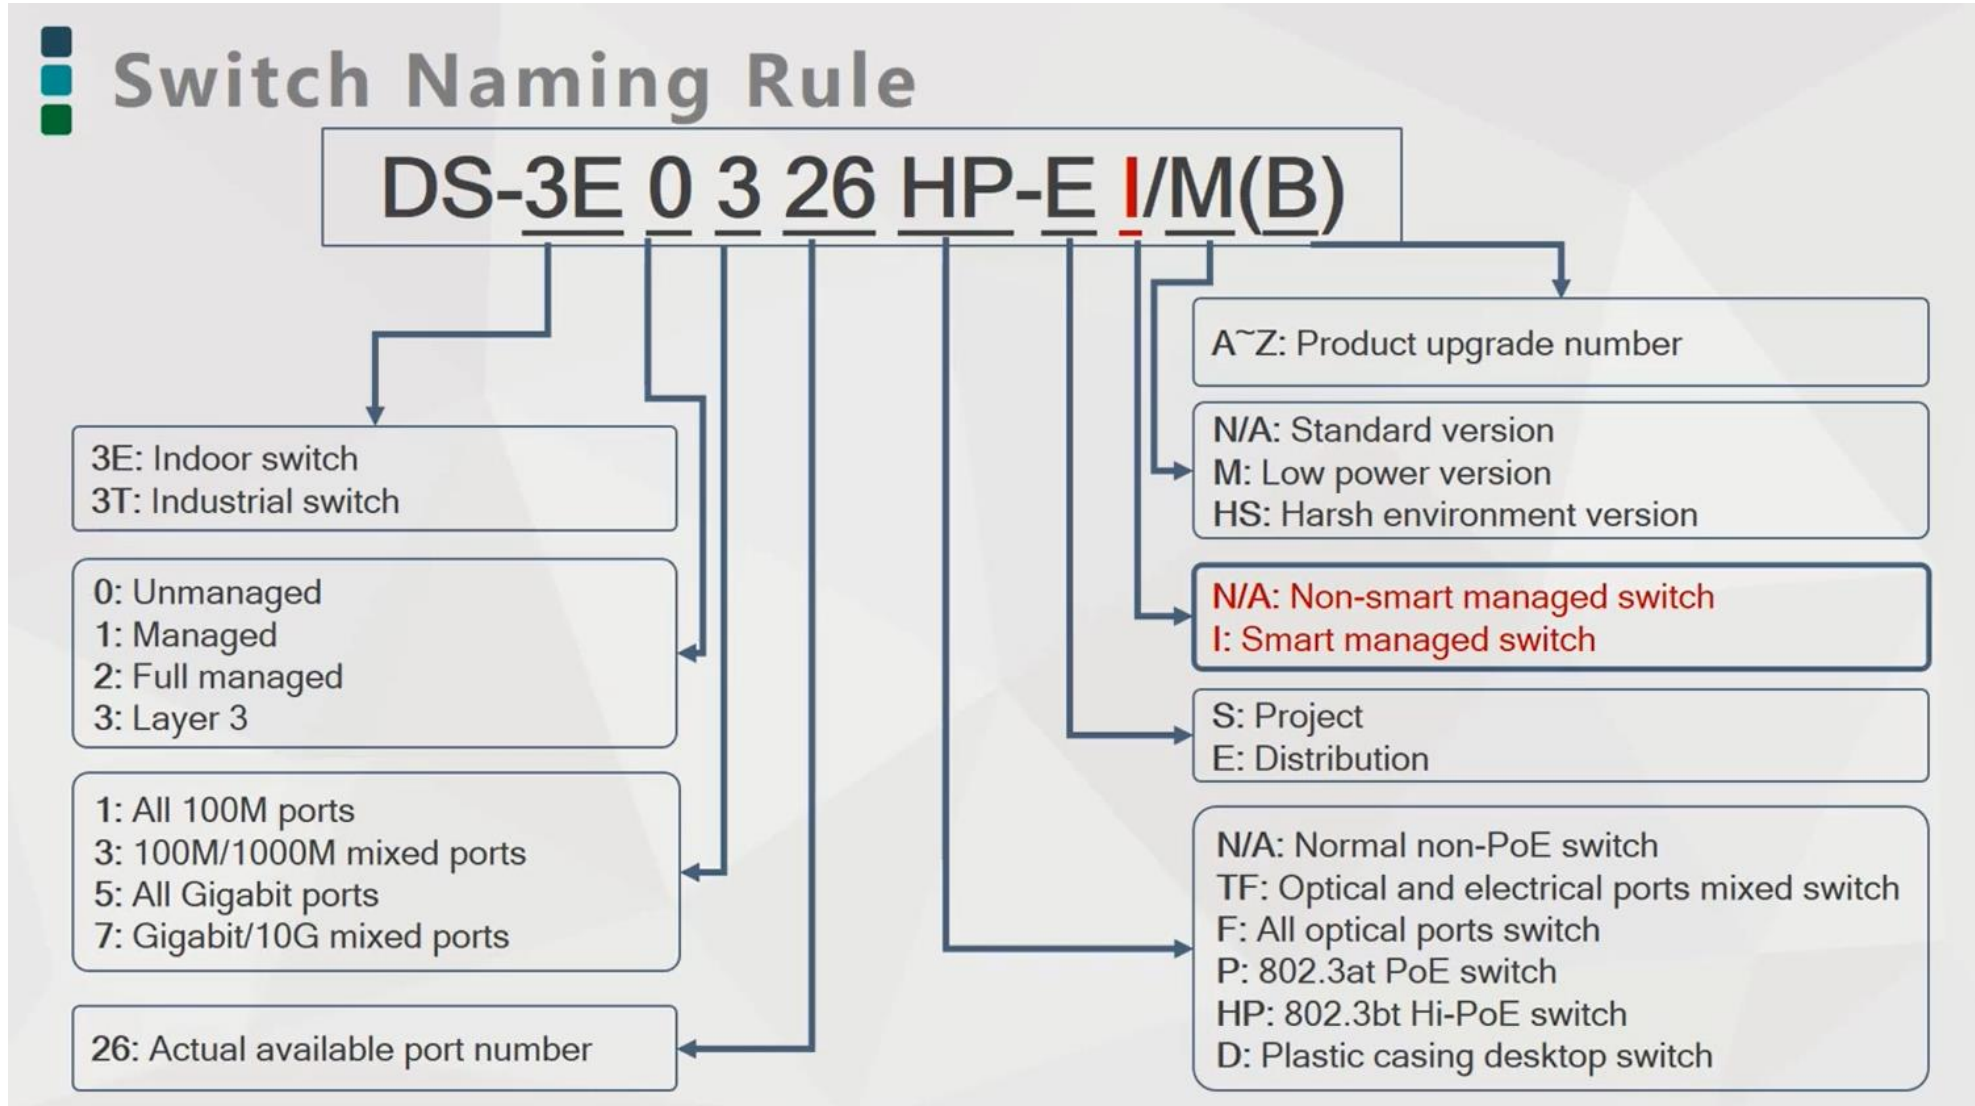 Switch Naming Rule
DS-3E 0 3 26 HP-E I/M(B)
3E: Indoor switch
3T: Industrial switch
0: Unmanaged
1: Managed
2: Full managed
3: Layer 3
1: All 100M ports
3: 100M/1000M mixed ports
5: All Gigabit ports
7: Gigabit/10G mixed ports
26: Actual available port number
A~Z: Product upgrade number
N/A: Standard version
M: Low power version
HS: Harsh environment version
N/A: Non-smart managed switch
I: Smart managed switch
S: Project
E: Distribution
N/A: Normal non-PoE switch
TF: Optical and electrical ports mixed switch
F: All optical ports switch
P: 802.3at PoE switch
HP: 802.3bt Hi-PoE switch
D: Plastic casing desktop switch